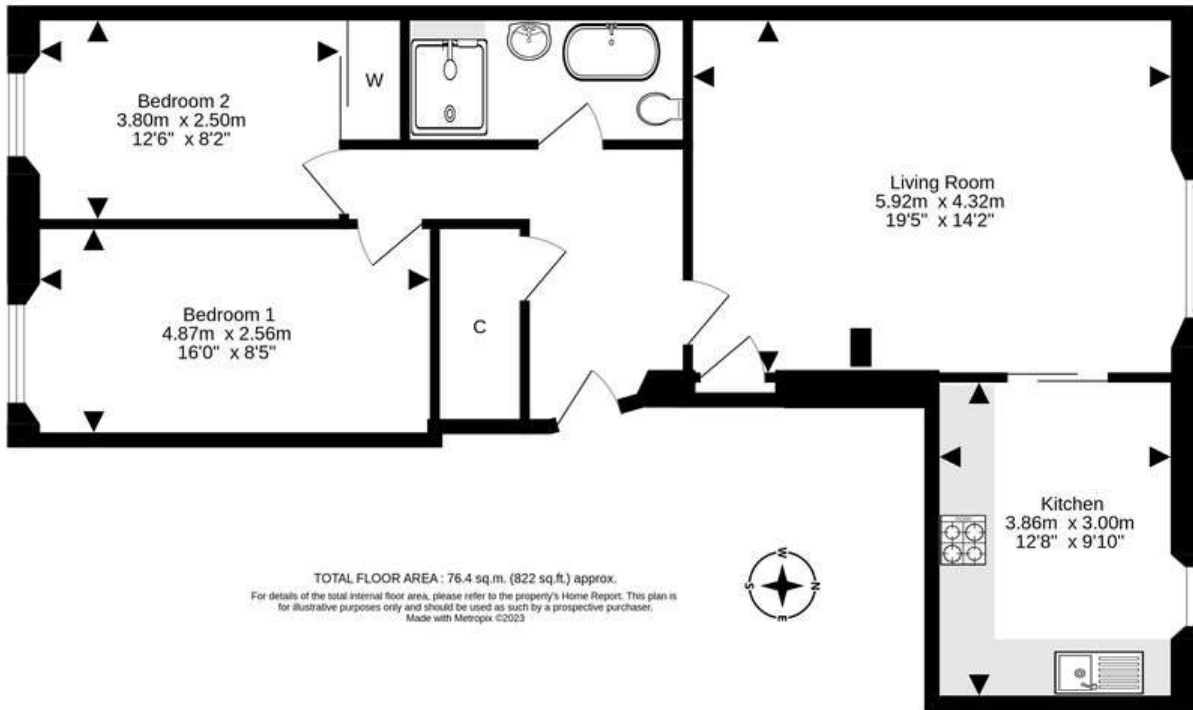 Bedroom 2
3.80m x 2.50m
12'6" x 8'2"
W
Living Room
5.92m x 4.32m
19'5" x 14'2"
Bedroom 1
4.87m x 2.56m
16'0" x 8'5"
C
Kitchen
3.86m x 3.00m
12'8" x 9'10"
TOTAL FLOOR AREA : 76.4 sq.m. (822 sq.ft.) approx.
For details of the total internal floor area, please refer to the property's Home Report. This plan is
for illustrative purposes only and should be used as such by a prospective purchaser.
Made with Metropix ©2023
W
S
N
E